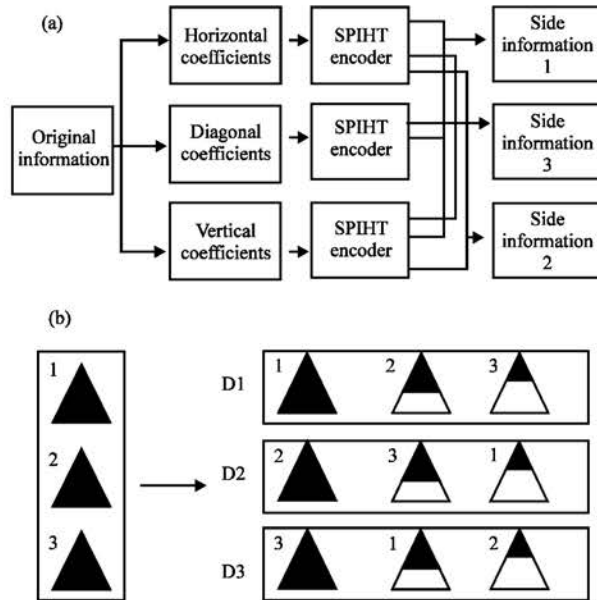 (a)
Original
information
Horizontal
coefficients
SPIHT
encoder
Side
information
1
Diagonal
coefficients
SPIHT
encoder
Side
information
3
Vertical
coefficients
SPIHT
encoder
Side
information
2
(b)
1
2
3
D1
1
2
3
D2
2
3
1
D3
3
1
2